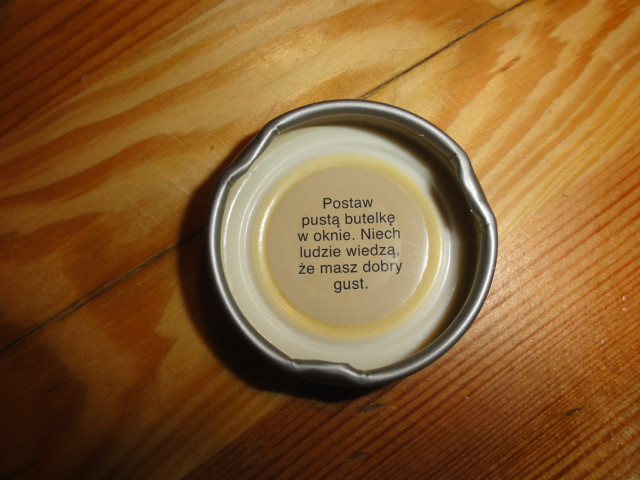 Postaw
pustą butelkę
w oknie. Niech
ludzie wiedzą,
że masz dobry
gust.